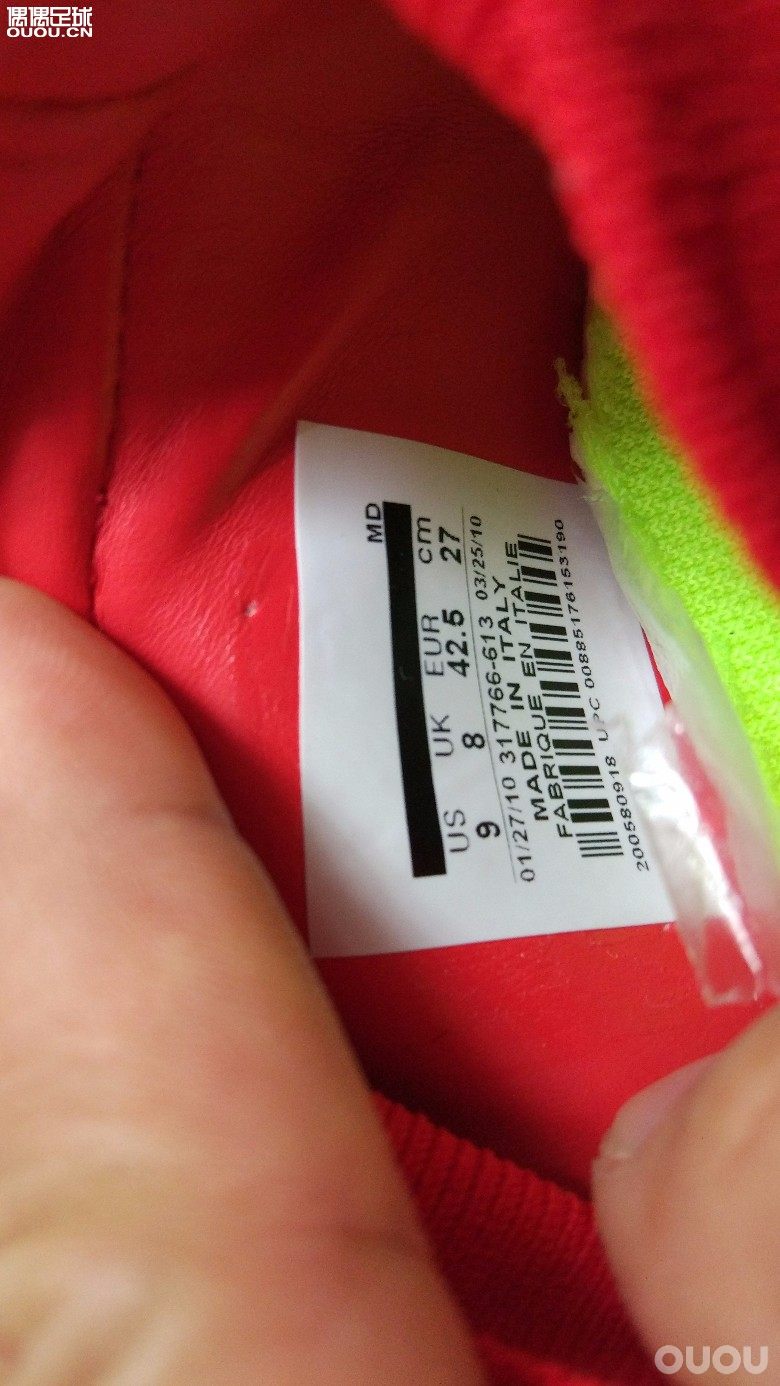 偶偶足球
OUOU.CN
MD
US UK EUR cm
9 8 42.5 27
01/27/10 317766-613 03/25/10
MADE IN ITALY
FABRIQUE EN ITALIE
200580918 UPC 00885176153190
OUOU